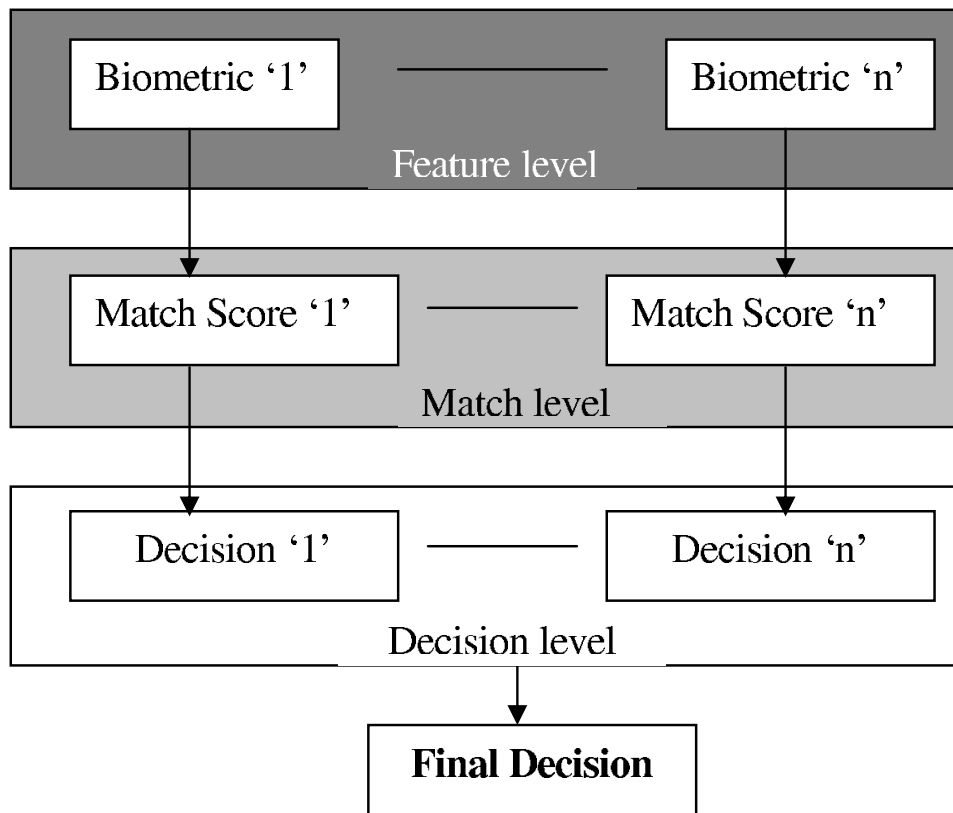 Biometric ‘1’
Biometric ‘n’
Feature level
Match Score ‘1’
Match Score ‘n’
Match level
Decision ‘1’
Decision ‘n’
Decision level
Final Decision